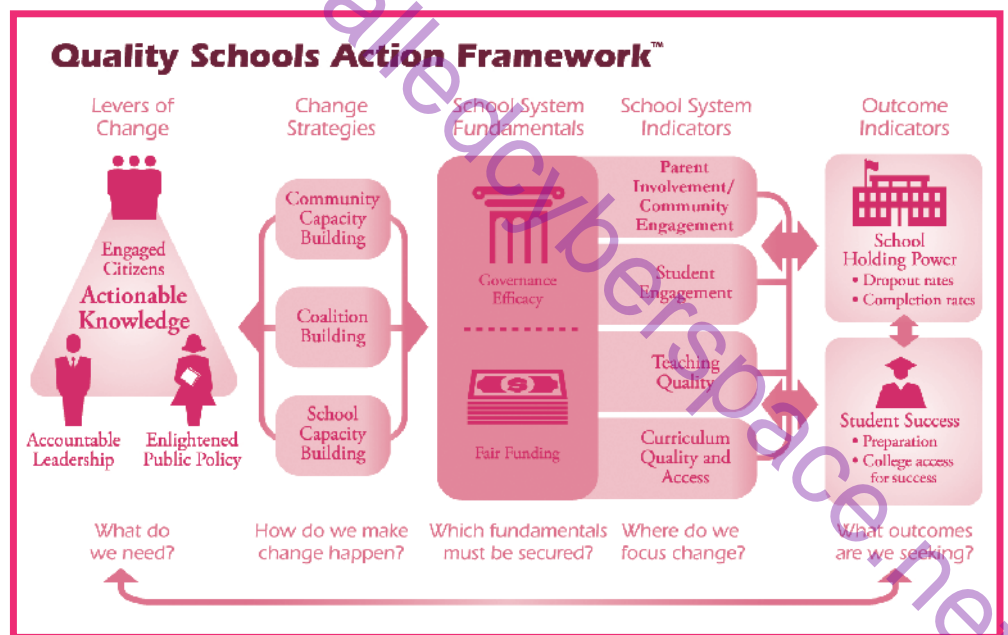 Quality Schools Action Framework™
Levers of
Change
Change
Strategies
School System
Fundamentals
School System
Indicators
Outcome
Indicators
Engaged
Citizens
Actionable
Knowledge
Accountable
Leadership
Enlightened
Public Policy
Community
Capacity
Building
Coalition
Building
School
Capacity
Building
Governance
Efficacy
Fair Funding
Parent
Involvement/
Community
Engagement
Student
Engagement
Teaching
Quality
Curriculum
Quality and
Access
School
Holding Power
• Dropout rates
• Completion rates
Student Success
• Preparation
• College access
for success
What do
we need?
How do we make
change happen?
Which fundamentals
must be secured?
Where do we
focus change?
What outcomes
are we seeking?
alledcyberspace.ne